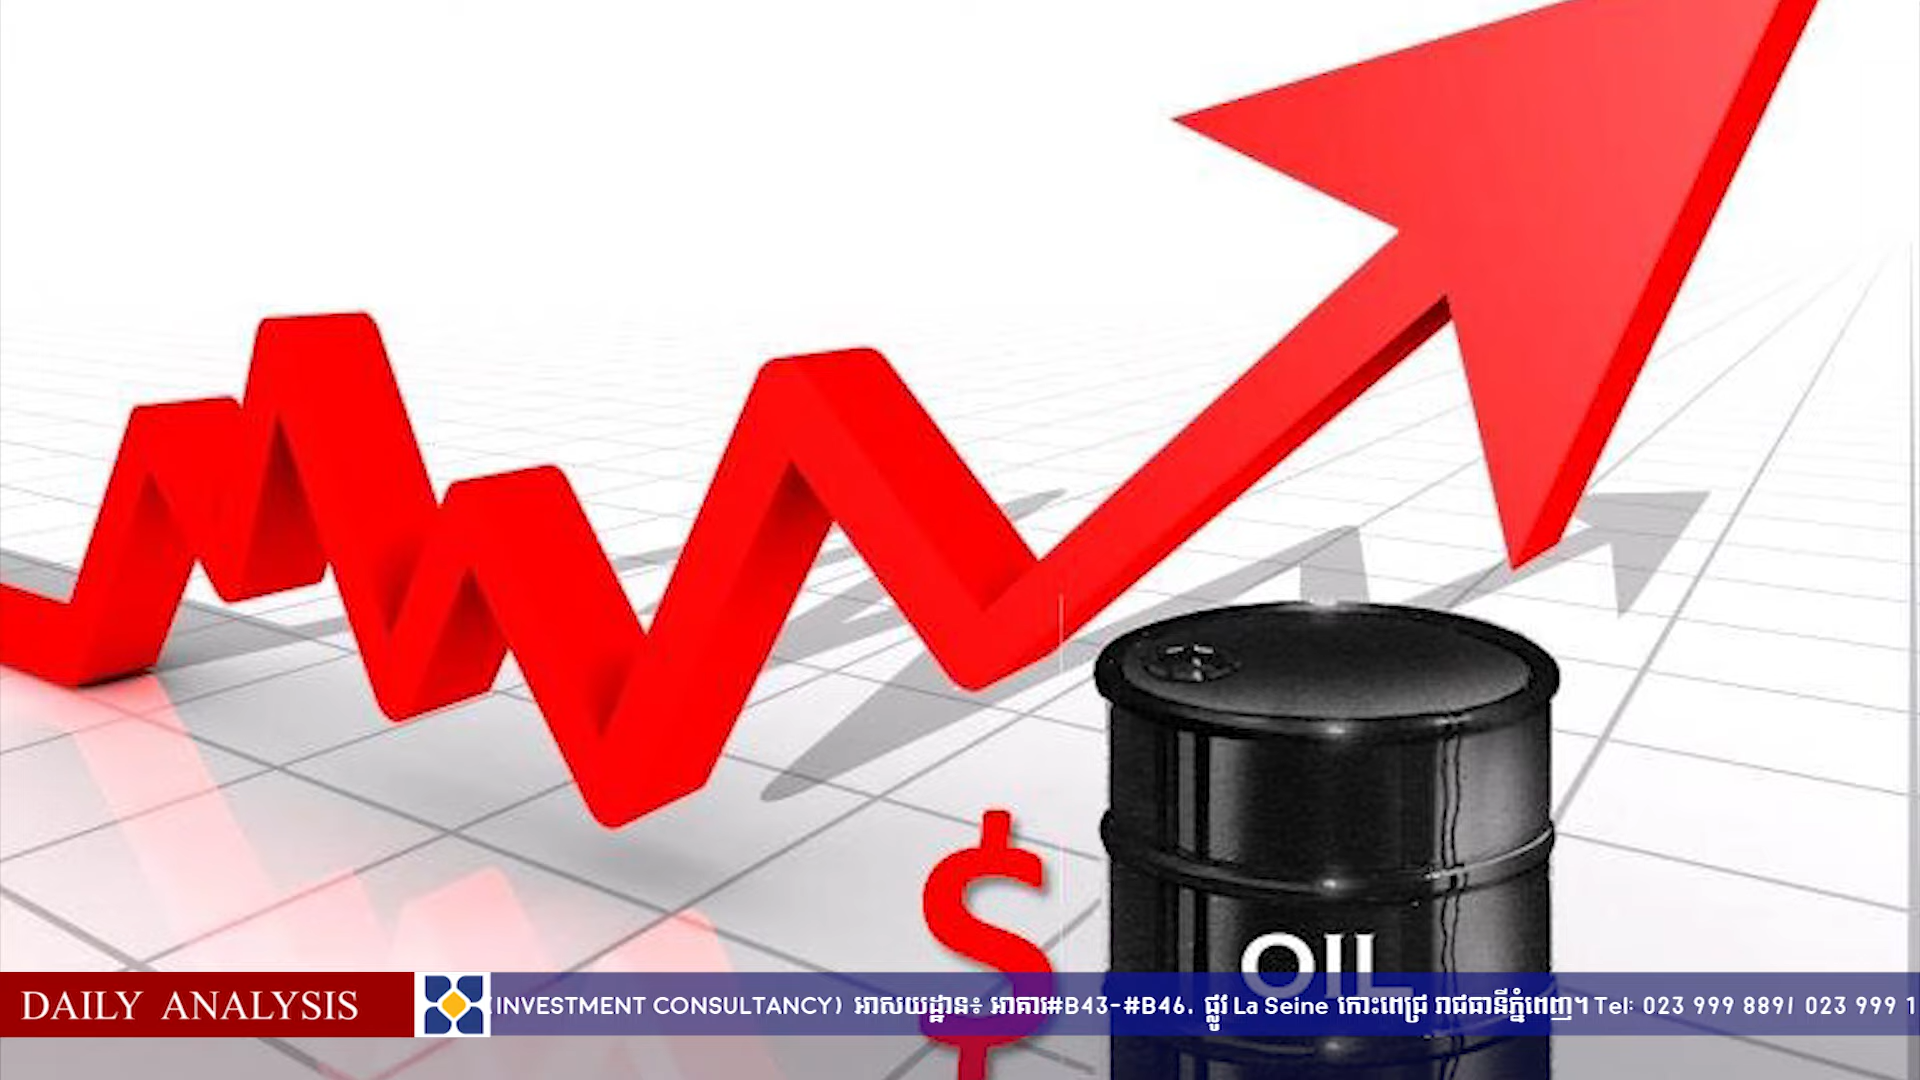 $
OIL
DAILY ANALYSIS
(INVESTMENT CONSULTANCY) អាសយដ្ឋាន៖ អាគារ#B43-#B46, ផ្លូវ La Seine កោះពេជ្រ រាជធានីភ្នំពេញ។ Tel: 023 999 889/ 023 999 1